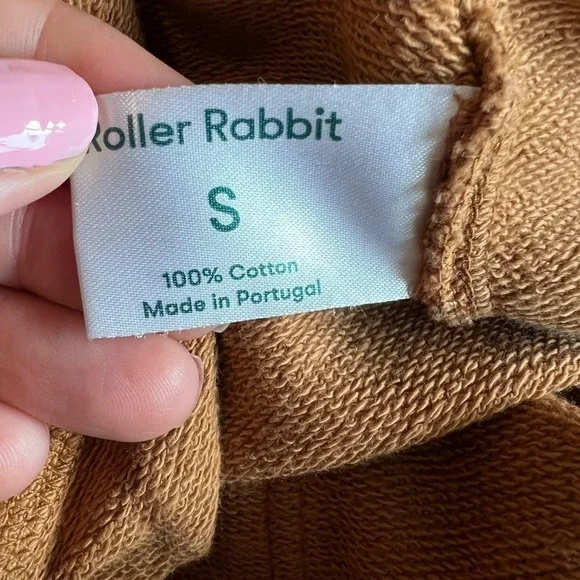 Roller Rabbit
S
100% Cotton
Made in Portugal